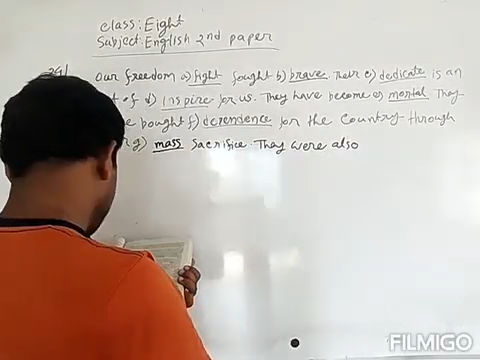 Class: Eight
Subject: English 2nd paper
Our freedom a) fight fought b) brave. Their c) dedicate is an
of d) inspire for us. They have become e) mortal. They
bought f) dependence for the country through
g) mass sacrifice. They were also
FILMIGO